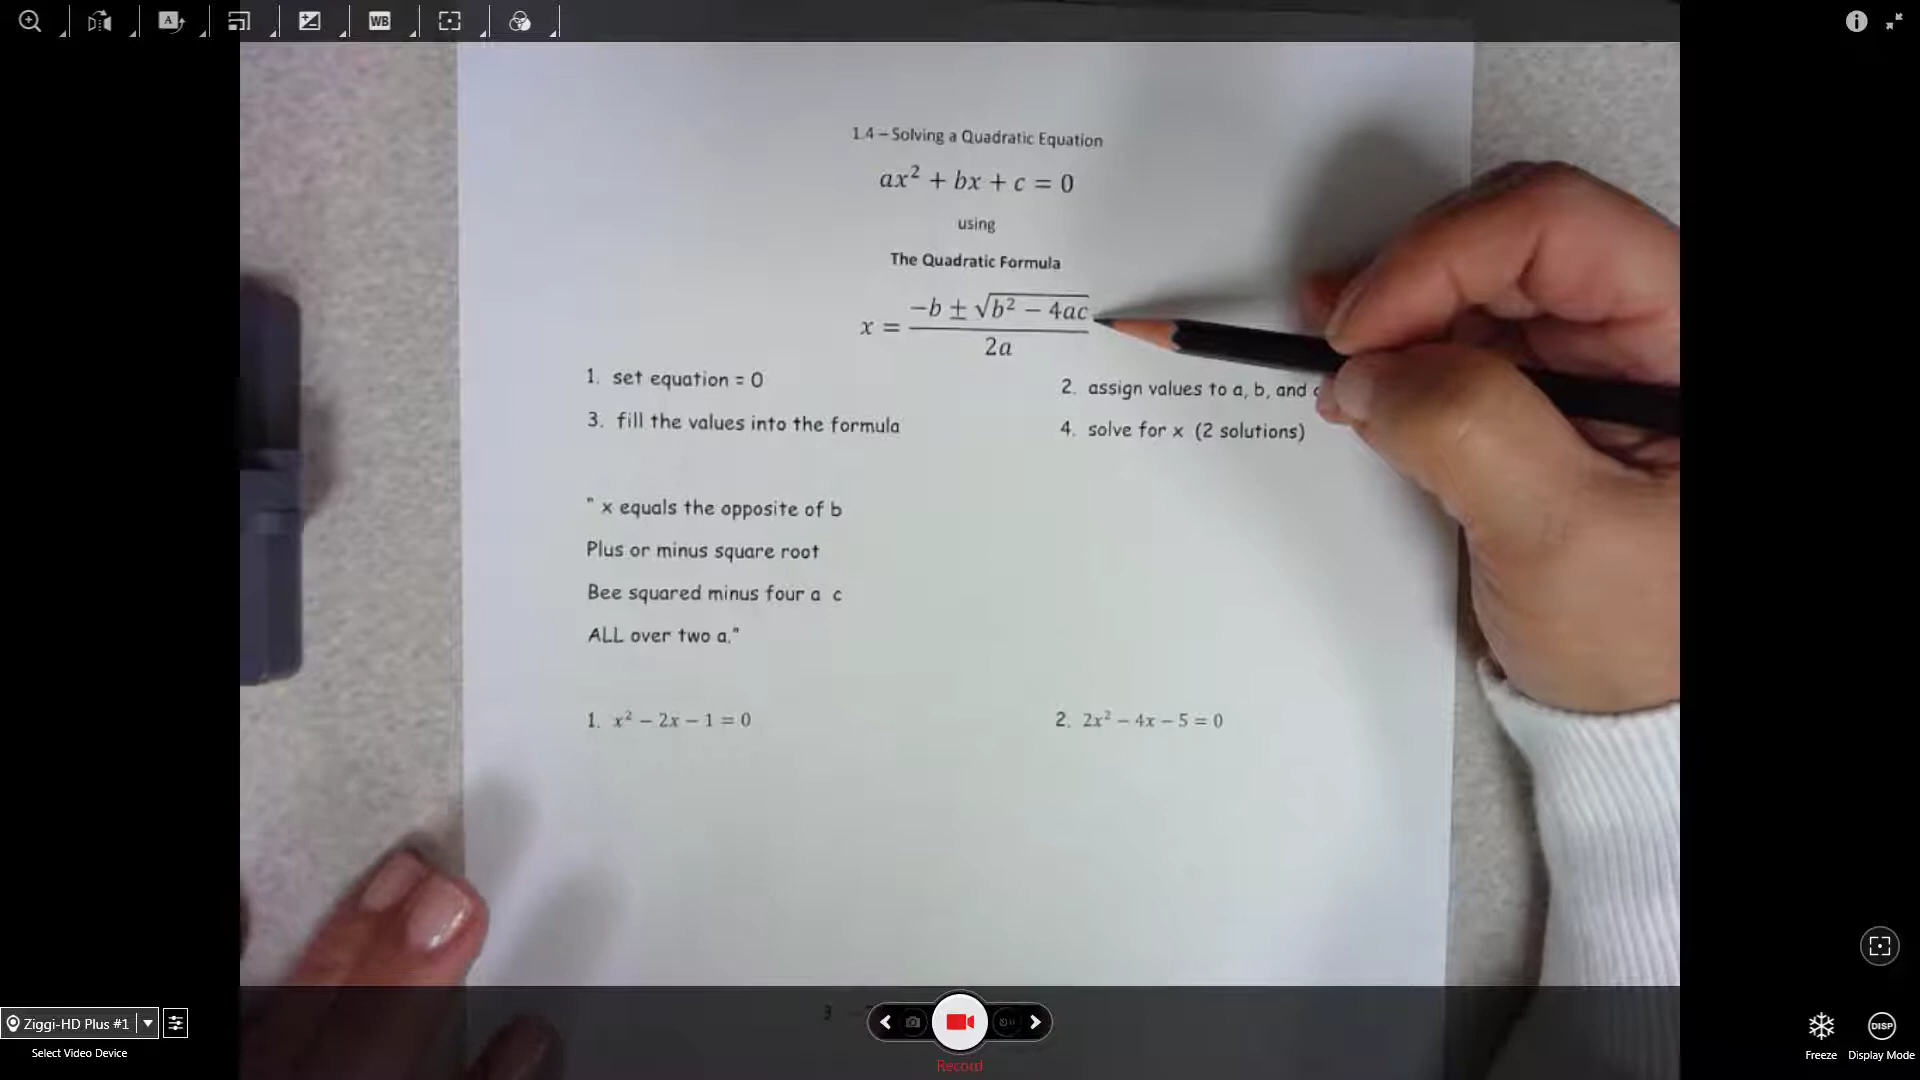 WB
1.4 – Solving a Quadratic Equation
ax² + bx + c = 0
using
The Quadratic Formula
x = −b ± √b² − 4ac / 2a
1. set equation = 0
2. assign values to a, b, and
3. fill the values into the formula
4. solve for x (2 solutions)
" x equals the opposite of b
Plus or minus square root
Bee squared minus four a c
ALL over two a."
1. x² − 2x − 1 = 0
2. 2x² − 4x − 5 = 0
Ziggi-HD Plus #1
Select Video Device
Record
Freeze
DISP
Display Mode